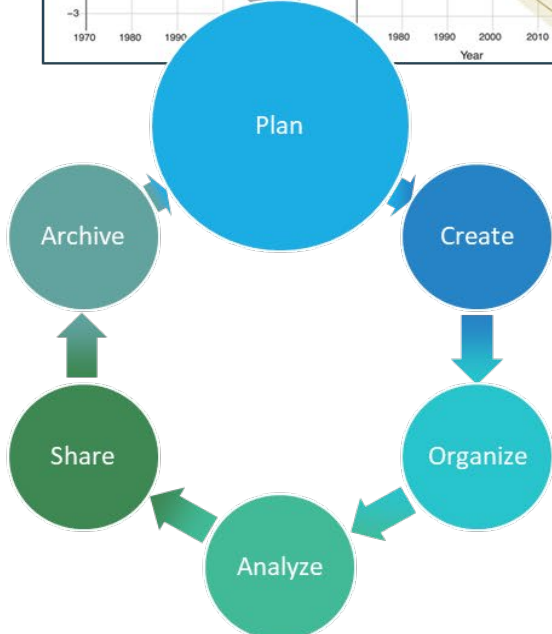 −3
1970 1980 1990 1980 1990 2000 2010
Year
Plan
Archive
Create
Share
Organize
Analyze